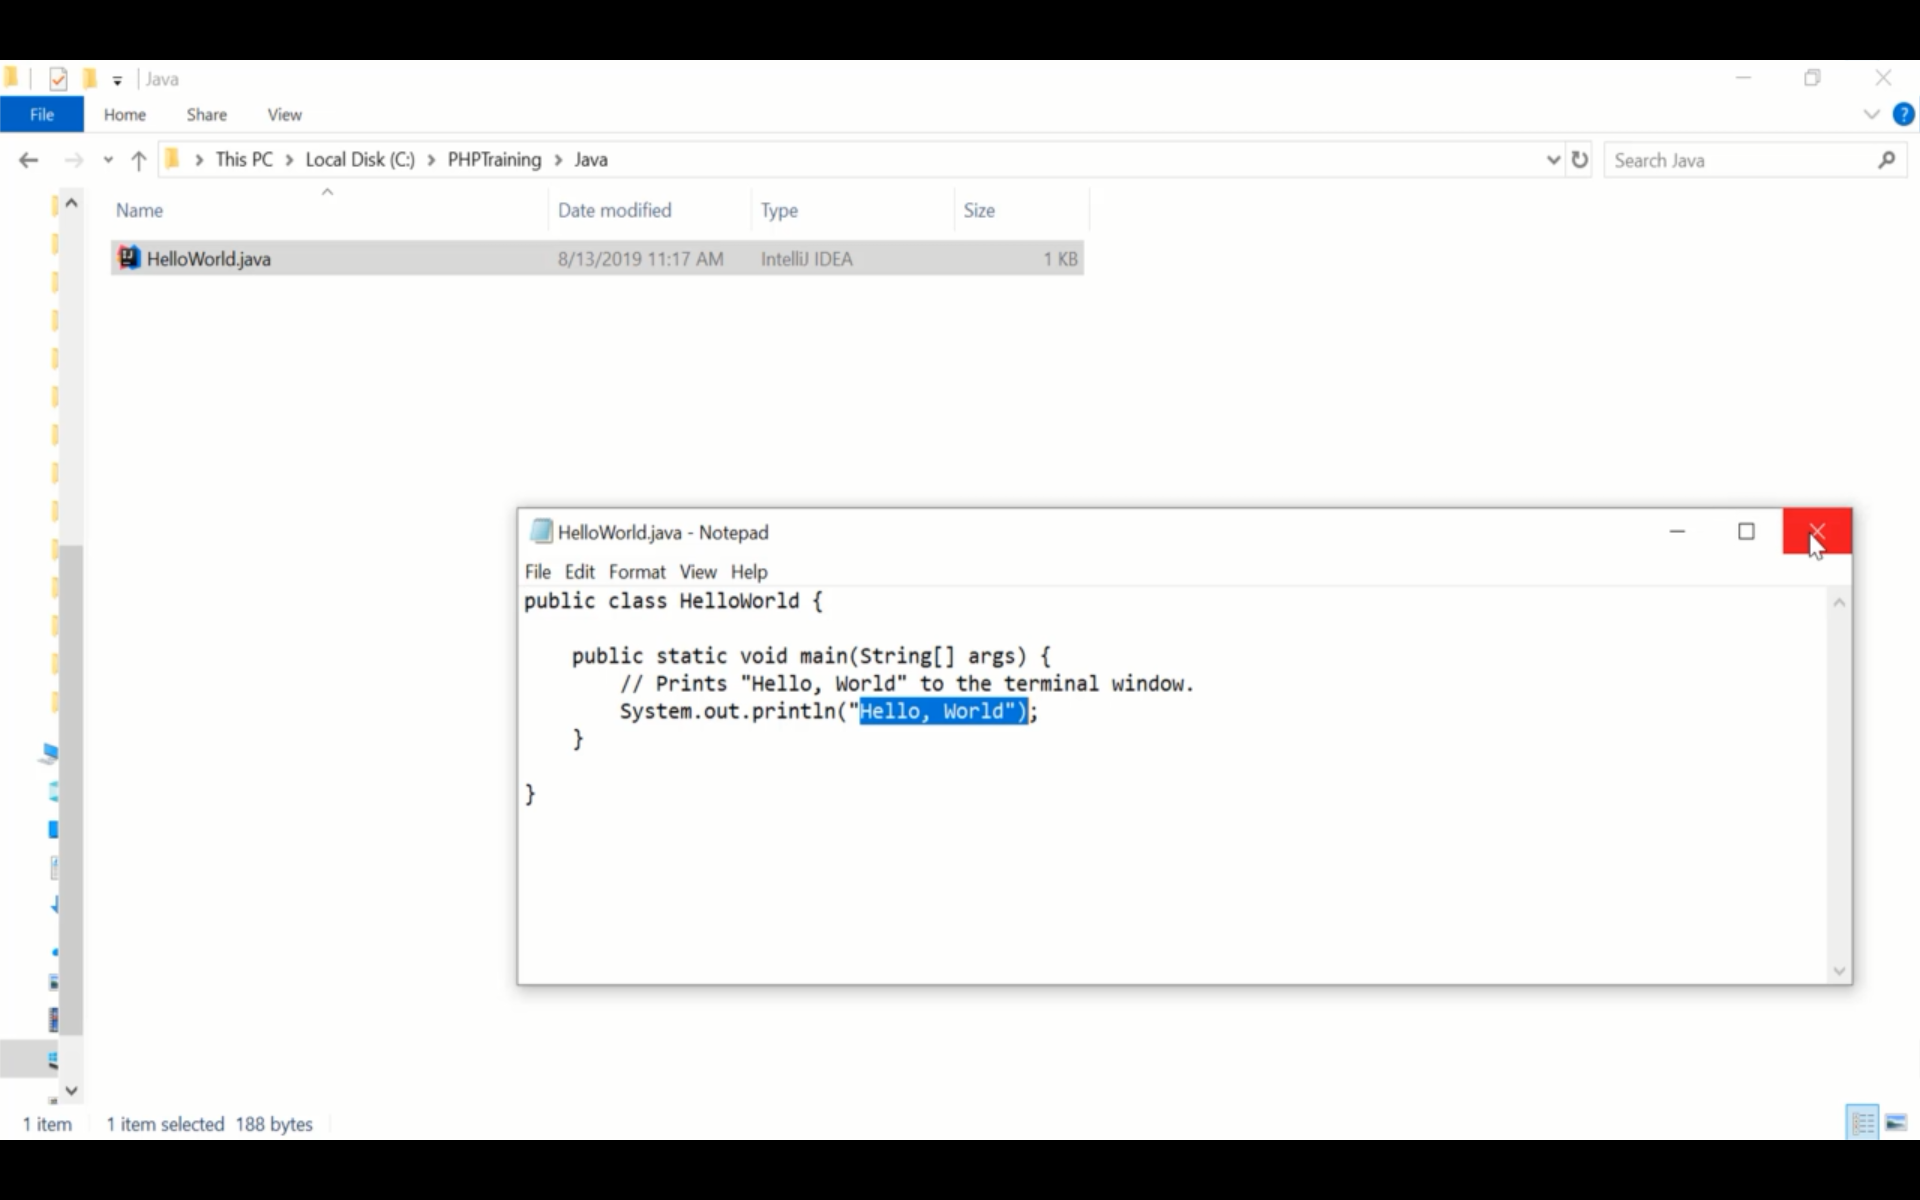 Java
File Home Share View
This PC > Local Disk (C:) > PHPTraining > Java
Search Java
Name Date modified Type Size
HelloWorld.java 8/13/2019 11:17 AM IntelliJ IDEA 1 KB
HelloWorld.java - Notepad
File Edit Format View Help
public class HelloWorld {
public static void main(String[] args) {
// Prints "Hello, World" to the terminal window.
System.out.println("Hello, World");
}
}
1 item 1 item selected 188 bytes